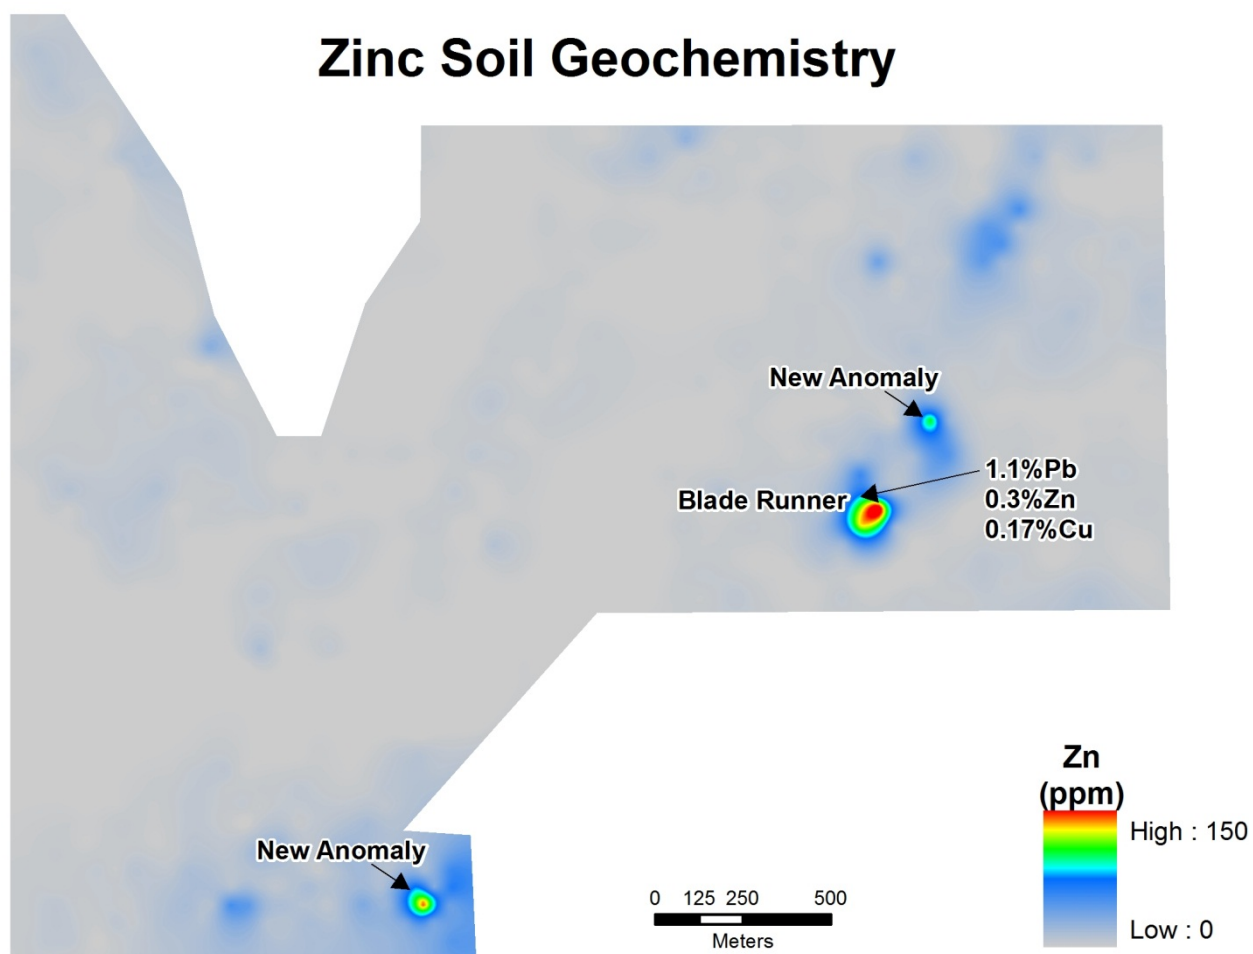 Zinc Soil Geochemistry
New Anomaly
1.1%Pb
Blade Runner
0.3%Zn
0.17%Cu
Zn
(ppm)
High : 150
Low : 0
New Anomaly
0 125 250 500
Meters